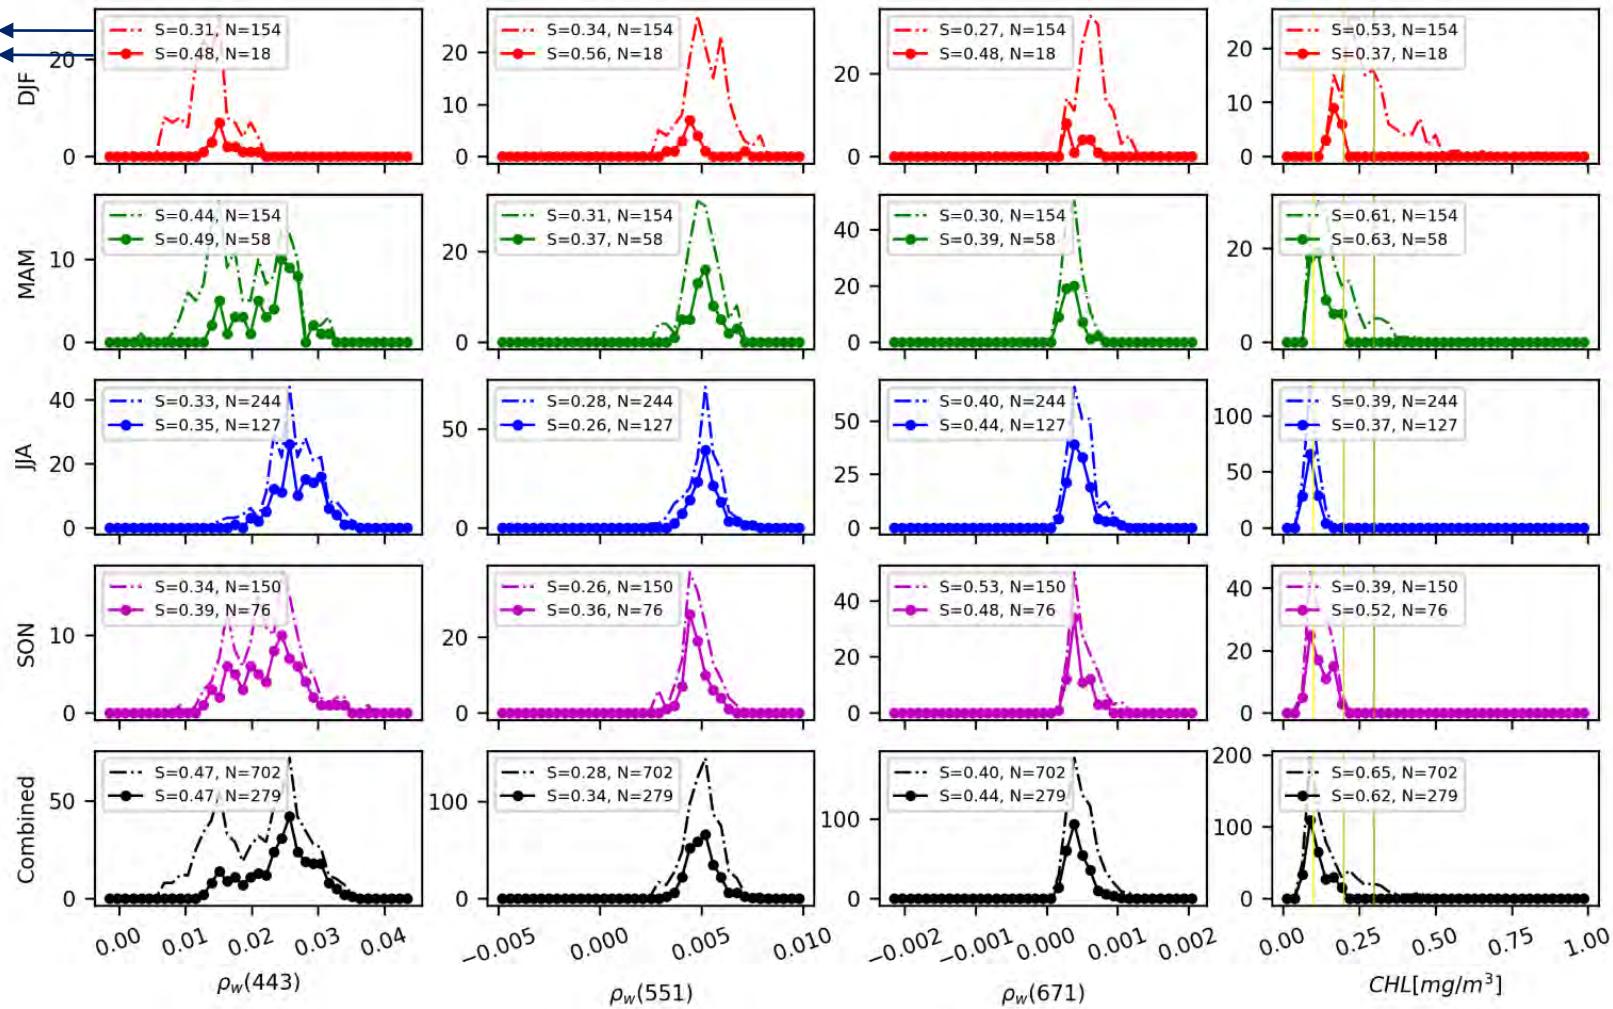 S=0.31, N=154
S=0.48, N=18
S=0.34, N=154
S=0.56, N=18
S=0.27, N=154
S=0.48, N=18
S=0.53, N=154
S=0.37, N=18
DJF
20
0
20
10
0
20
0
20
10
0
S=0.44, N=154
S=0.49, N=58
S=0.31, N=154
S=0.37, N=58
S=0.30, N=154
S=0.39, N=58
S=0.61, N=154
S=0.63, N=58
MAM
10
0
20
0
40
20
0
20
0
S=0.33, N=244
S=0.35, N=127
S=0.28, N=244
S=0.26, N=127
S=0.40, N=244
S=0.44, N=127
S=0.39, N=244
S=0.37, N=127
JJA
40
20
0
50
0
50
25
0
100
50
0
S=0.34, N=150
S=0.39, N=76
S=0.26, N=150
S=0.36, N=76
S=0.53, N=150
S=0.48, N=76
S=0.39, N=150
S=0.52, N=76
SON
10
0
20
0
40
20
0
40
20
0
S=0.47, N=702
S=0.47, N=279
S=0.28, N=702
S=0.34, N=279
S=0.40, N=702
S=0.44, N=279
S=0.65, N=702
S=0.62, N=279
Combined
50
0
100
0
100
0
200
100
0
0.00 0.01 0.02 0.03 0.04
−0.005 0.000 0.005 0.010
−0.002 −0.001 0.000 0.001 0.002
0.00 0.25 0.50 0.75 1.00
ρw(443)
ρw(551)
ρw(671)
CHL[mg/m³]